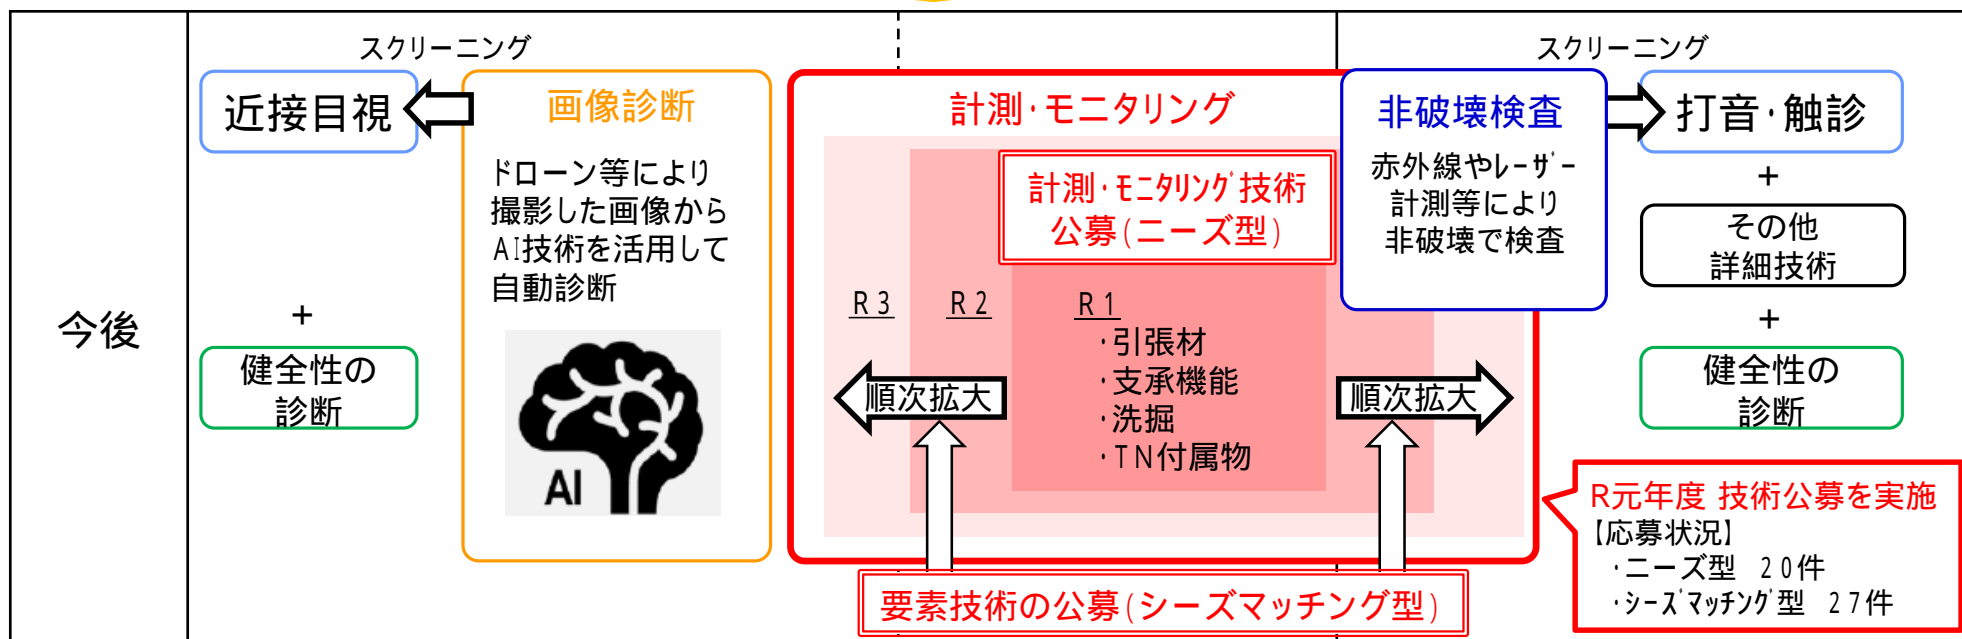 今後
スクリーニング
近接目視
+
健全性の
診断
画像診断
ドローン等により
撮影した画像から
AI技術を活用して
自動診断
AI
計測・モニタリング
計測・モニタリング技術
公募(ニーズ型)
R3
R2
R1
・引張材
・支承機能
・洗掘
・TN付属物
順次拡大
順次拡大
要素技術の公募(シーズマッチング型)
非破壊検査
赤外線やレーザー
計測等により
非破壊で検査
スクリーニング
打音・触診
+
その他
詳細技術
+
健全性の
診断
R元年度 技術公募を実施
【応募状況】
・ニーズ型 20件
・シーズマッチング型 27件